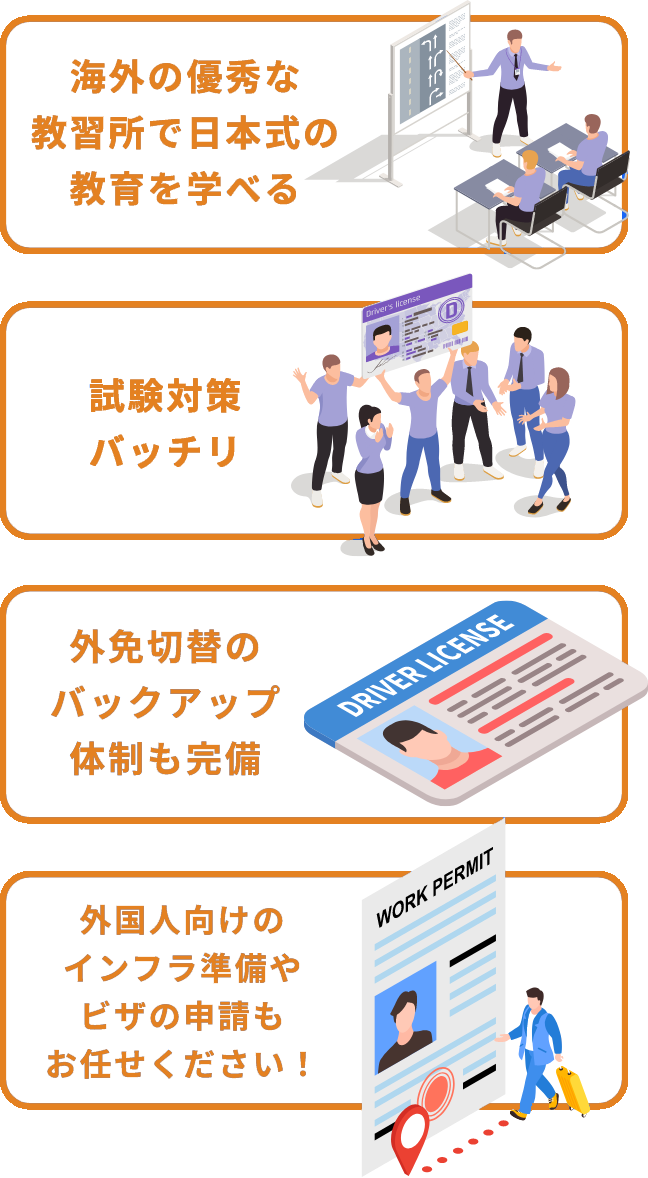 海外の優秀な
教習所で日本式の
教育を学べる
Driver's license
D
試験対策
バッチリ
外免切替の
バックアップ
体制も完備
DRIVER LICENSE
外国人向けの
インフラ準備や
ビザの申請も
お任せください！
WORK PERMIT